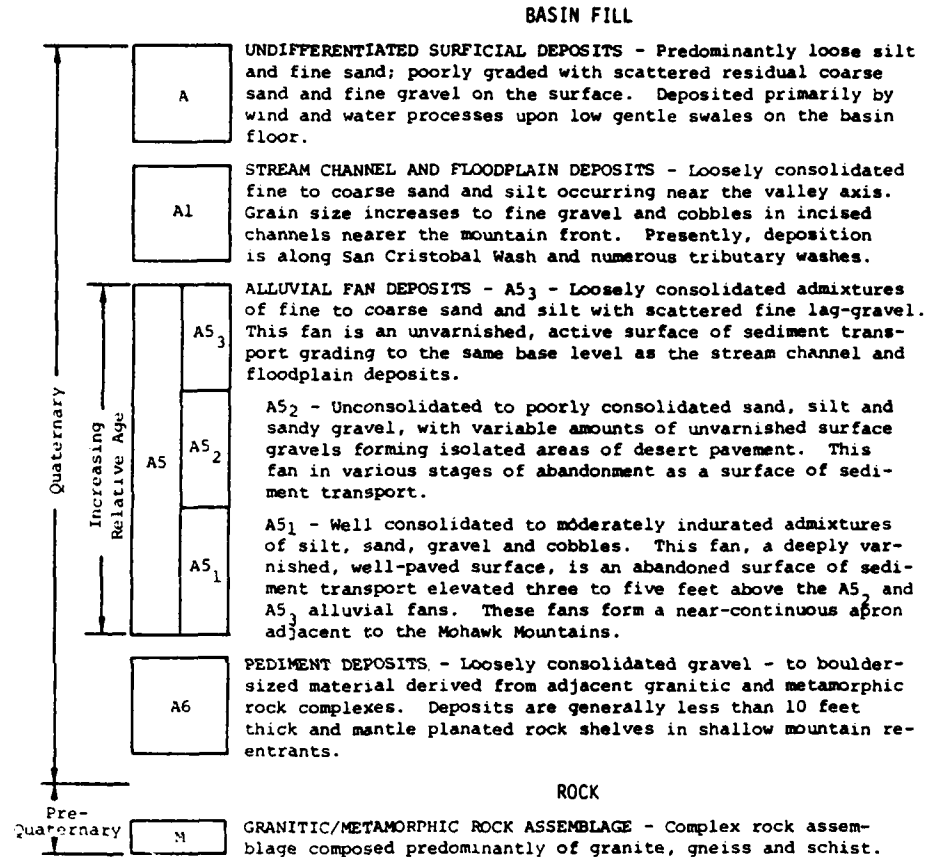 BASIN FILL
A
UNDIFFERENTIATED SURFICIAL DEPOSITS - Predominantly loose silt
and fine sand; poorly graded with scattered residual coarse
sand and fine gravel on the surface. Deposited primarily by
wind and water processes upon low gentle swales on the basin
floor.
A1
STREAM CHANNEL AND FLOODPLAIN DEPOSITS - Loosely consolidated
fine to coarse sand and silt occurring near the valley axis.
Grain size increases to fine gravel and cobbles in incised
channels nearer the mountain front. Presently, deposition
is along San Cristobal Wash and numerous tributary washes.
Quaternary
Increasing
Relative Age
A5
A5₃
ALLUVIAL FAN DEPOSITS - A5₃ - Loosely consolidated admixtures
of fine to coarse sand and silt with scattered fine lag-gravel.
This fan is an unvarnished, active surface of sediment trans-
port grading to the same base level as the stream channel and
floodplain deposits.
A5₂
A5₂ - Unconsolidated to poorly consolidated sand, silt and
sandy gravel, with variable amounts of unvarnished surface
gravels forming isolated areas of desert pavement. This
fan in various stages of abandonment as a surface of sedi-
ment transport.
A5₁
A5₁ - Well consolidated to moderately indurated admixtures
of silt, sand, gravel and cobbles. This fan, a deeply var-
nished, well-paved surface, is an abandoned surface of sedi-
ment transport elevated three to five feet above the A5₂ and
A5₃ alluvial fans. These fans form a near-continuous apron
adjacent to the Mohawk Mountains.
A6
PEDIMENT DEPOSITS - Loosely consolidated gravel - to boulder-
sized material derived from adjacent granitic and metamorphic
rock complexes. Deposits are generally less than 10 feet
thick and mantle planated rock shelves in shallow mountain re-
entrants.
ROCK
Pre-
Quaternary
M
GRANITIC/METAMORPHIC ROCK ASSEMBLAGE - Complex rock assem-
blage composed predominantly of granite, gneiss and schist.